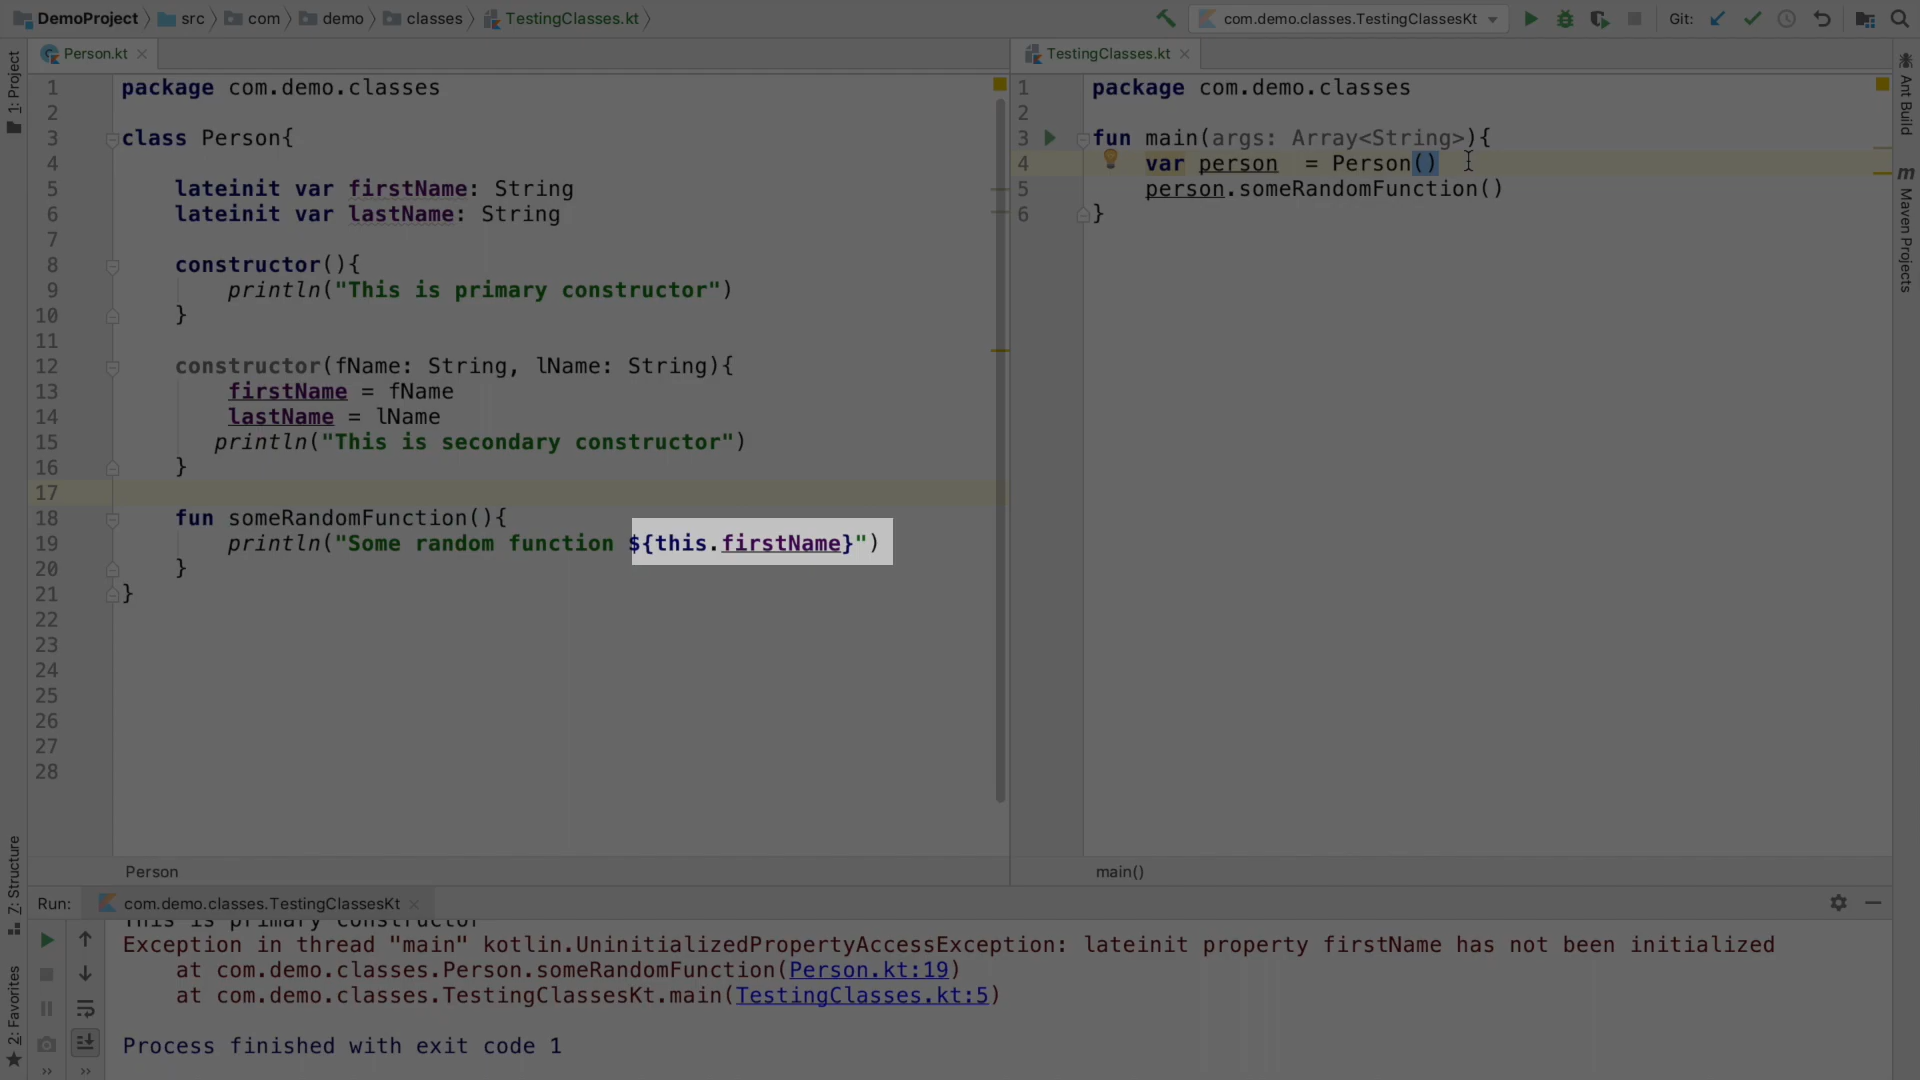 DemoProject src com demo classes TestingClasses.kt
com.demo.classes.TestingClassesKt Git:
1: Project
Z: Structure
2: Favorites
Person.kt
1 package com.demo.classes
2
3 class Person{
4
5 lateinit var firstName: String
6 lateinit var lastName: String
7
8 constructor(){
9 println("This is primary constructor")
10 }
11
12 constructor(fName: String, lName: String){
13 firstName = fName
14 lastName = lName
15 println("This is secondary constructor")
16 }
17
18 fun someRandomFunction(){
19 println("Some random function ${this.firstName}")
20 }
21 }
22
23
24
25
26
27
28
Person
TestingClasses.kt
1 package com.demo.classes
2
3 fun main(args: Array<String>){
4 var person = Person()
5 person.someRandomFunction()
6 }
main()
Ant Build
m Maven Projects
Run: com.demo.classes.TestingClassesKt
This is primary constructor
Exception in thread "main" kotlin.UninitializedPropertyAccessException: lateinit property firstName has not been initialized
at com.demo.classes.Person.someRandomFunction(Person.kt:19)
at com.demo.classes.TestingClassesKt.main(TestingClasses.kt:5)
Process finished with exit code 1